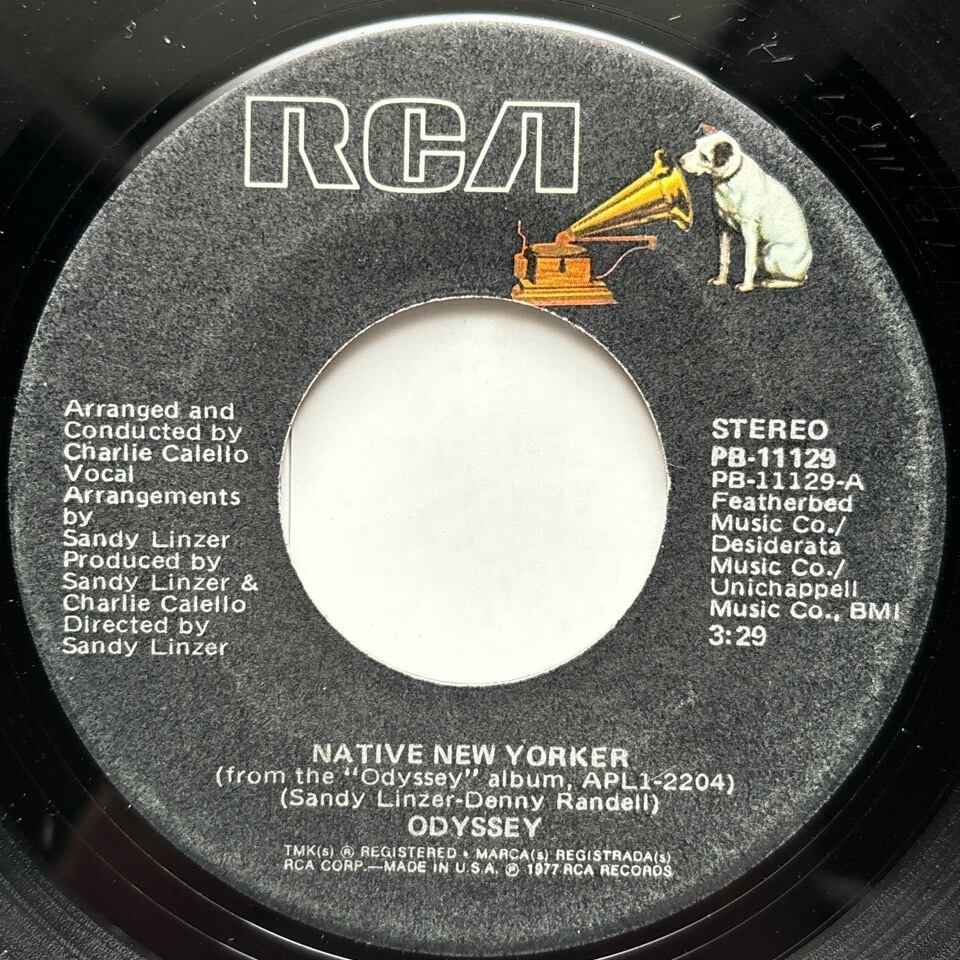 RCA
Arranged and
Conducted by
Charlie Calello
Vocal
Arrangements
by
Sandy Linzer
Produced by
Sandy Linzer &
Charlie Calello
Directed by
Sandy Linzer
STEREO
PB-11129
PB-11129-A
Featherbed
Music Co./
Desiderata
Music Co./
Unichappell
Music Co., BMI
3:29
NATIVE NEW YORKER
(from the "Odyssey" album, APL1-2204)
(Sandy Linzer-Denny Randell)
ODYSSEY
TMK(s) ® REGISTERED • MARCA(s) REGISTRADA(s)
RCA CORP.—MADE IN U.S.A. ℗ 1977 RCA RECORDS